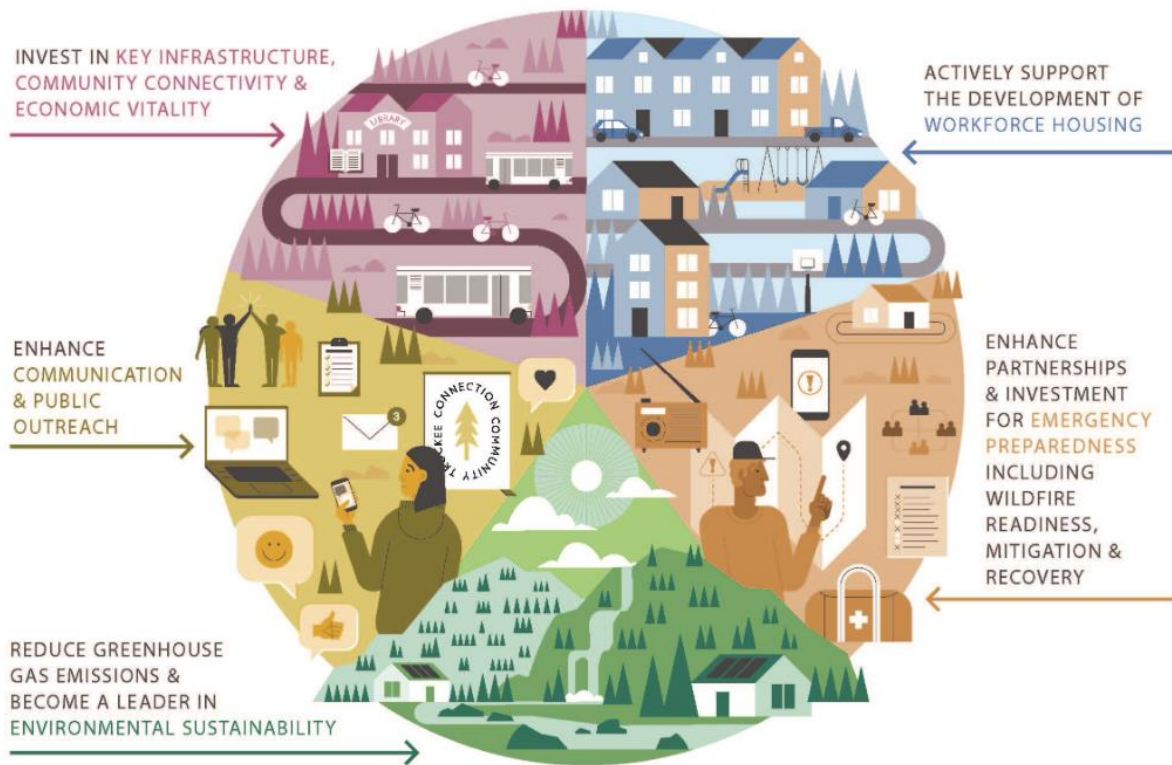 INVEST IN KEY INFRASTRUCTURE,
COMMUNITY CONNECTIVITY &
ECONOMIC VITALITY
LIBRARY
ACTIVELY SUPPORT
THE DEVELOPMENT OF
WORKFORCE HOUSING
ENHANCE
COMMUNICATION
& PUBLIC
OUTREACH
3
TRUCKEE CONNECTION COMMUNITY
ENHANCE
PARTNERSHIPS
& INVESTMENT
FOR EMERGENCY
PREPAREDNESS
INCLUDING
WILDFIRE
READINESS,
MITIGATION &
RECOVERY
REDUCE GREENHOUSE
GAS EMISSIONS &
BECOME A LEADER IN
ENVIRONMENTAL SUSTAINABILITY